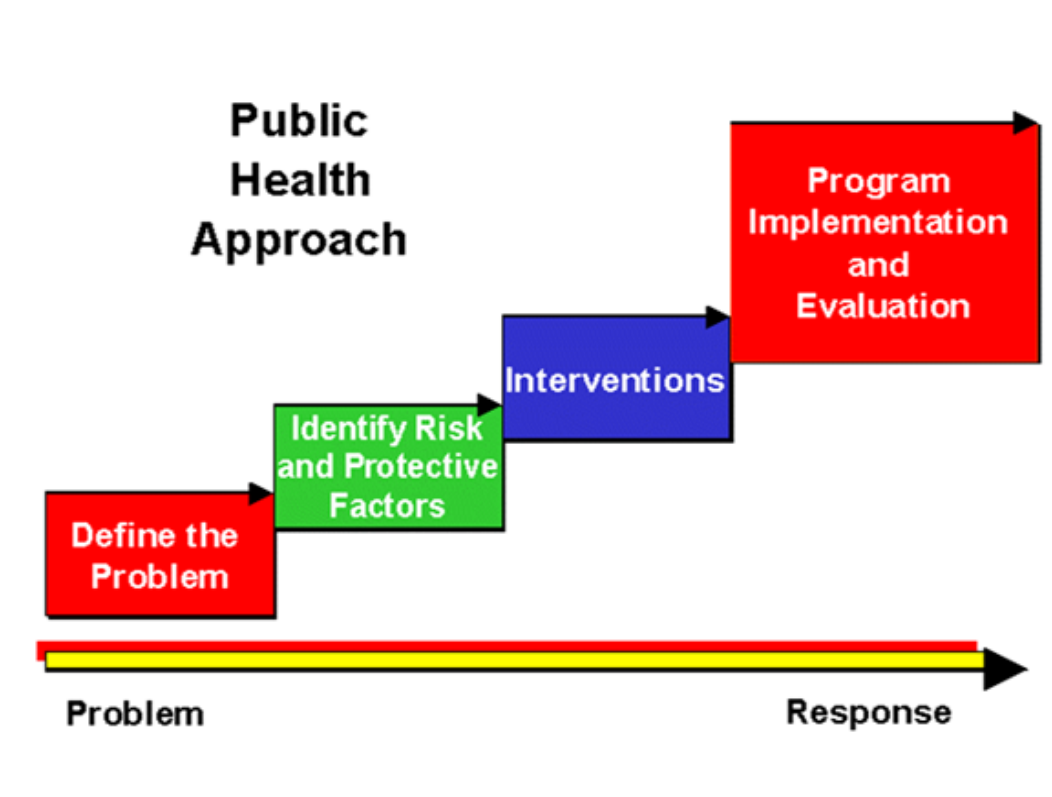 Public
Health
Approach
Program
Implementation
and
Evaluation
Interventions
Identify Risk
and Protective
Factors
Define the
Problem
Problem
Response